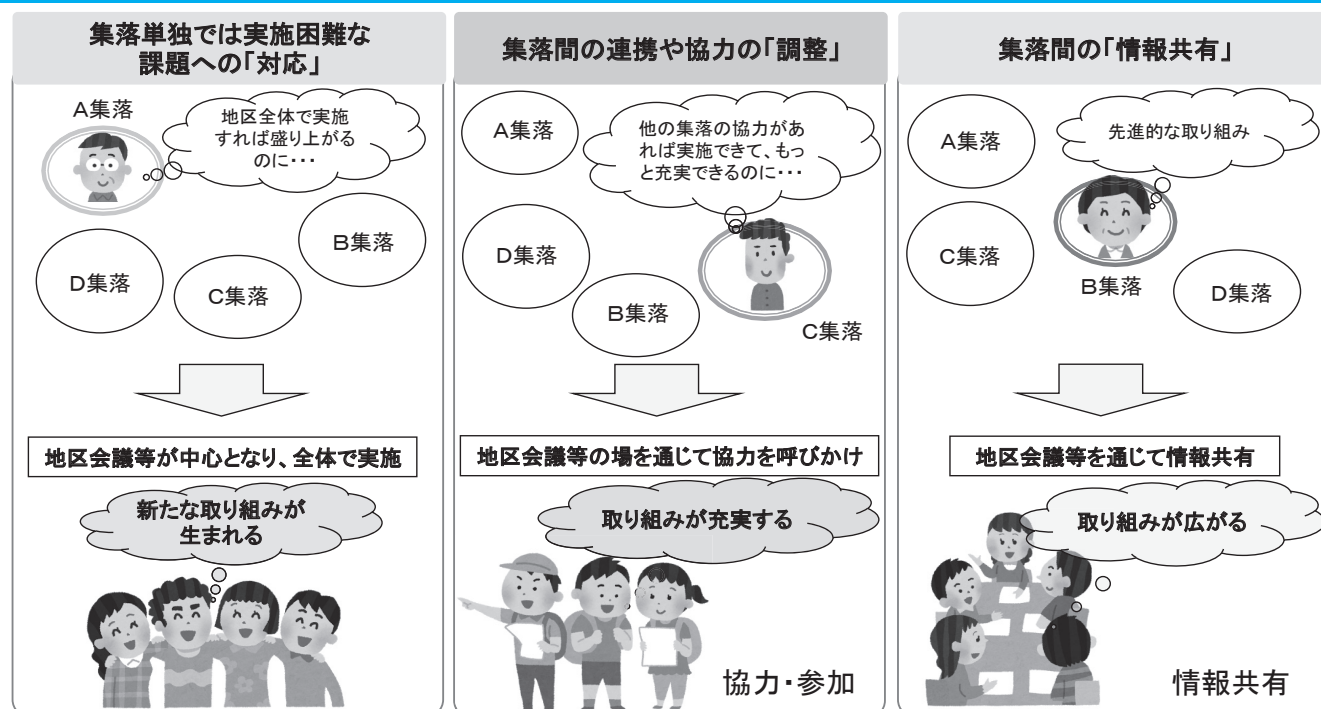 集落単独では実施困難な
課題への「対応」
A集落
地区全体で実施
すれば盛り上がる
のに・・・
B集落
D集落
C集落
地区会議等が中心となり、全体で実施
新たな取り組みが
生まれる
集落間の連携や協力の「調整」
A集落
他の集落の協力があ
れば実施できて、もっ
と充実できるのに・・・
D集落
B集落
C集落
地区会議等の場を通じて協力を呼びかけ
取り組みが充実する
協力・参加
集落間の「情報共有」
A集落
先進的な取り組み
C集落
B集落
D集落
地区会議等を通じて情報共有
取り組みが広がる
情報共有